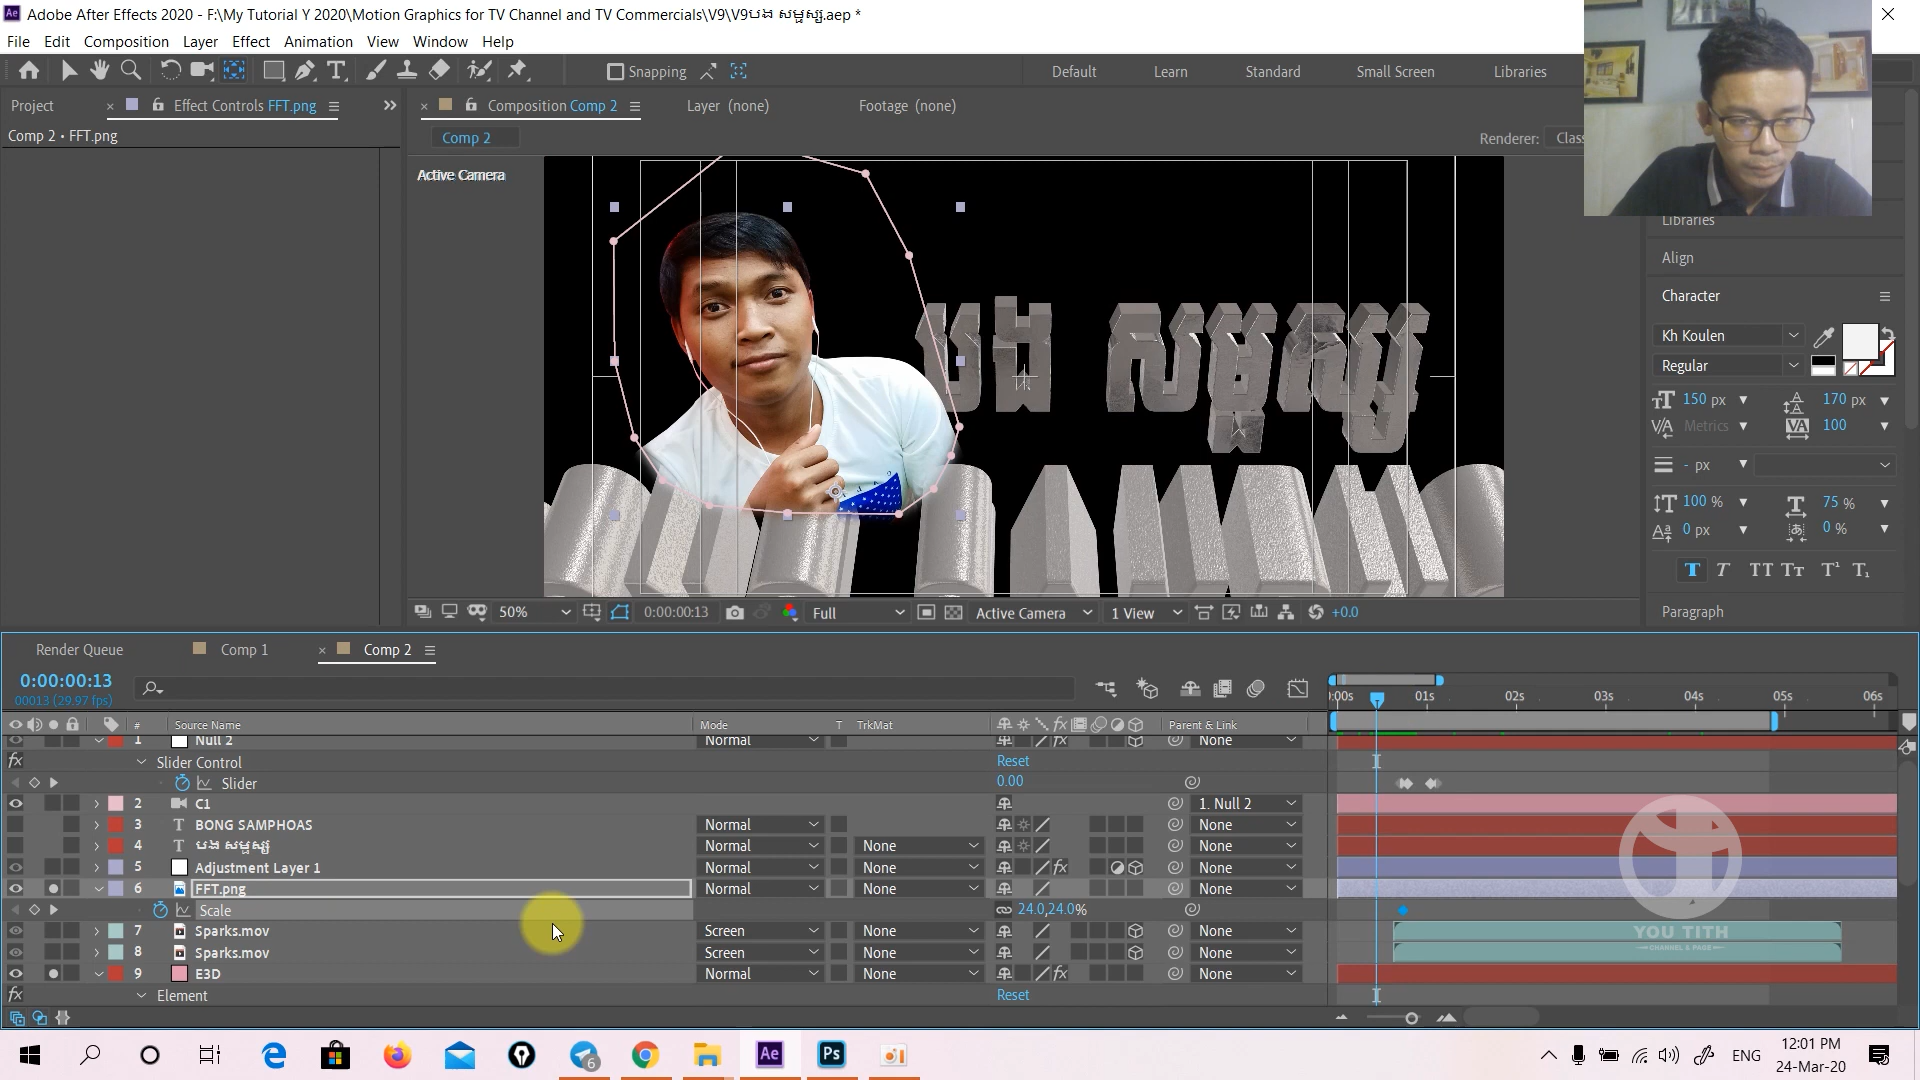 Adobe After Effects 2020 - F:\My Tutorial Y 2020\Motion Graphics for TV Channel and TV Commercials\V9\V9បង សម្ផស្ស.aep *
File Edit Composition Layer Effect Animation View Window Help
Snapping Default Learn Standard Small Screen Libraries
Project Effect Controls FFT.png Composition Comp 2 Layer (none) Footage (none)
Comp 2 • FFT.png
Comp 2
Renderer: Clas
Active Camera
Libraries
Align
Character
Kh Koulen
Regular
150 px 170 px
Metrics 100
- px
100 % 75 %
0 px 0 %
Paragraph
50% 0:00:00:13 Full Active Camera 1 View +0.0
Render Queue Comp 1 Comp 2
0:00:00:13
00013 (29.97 fps)
:00s 01s 02s 03s 04s 05s 06s
# Source Name Mode T TrkMat Parent & Link
1 Null 2 Normal None
Slider Control Reset
Slider 0.00
2 C1 1. Null 2
3 BONG SAMPHOAS Normal None
4 បង សម្ផស្ស Normal None None
5 Adjustment Layer 1 Normal None None
6 FFT.png Normal None None
Scale 24.0,24.0%
7 Sparks.mov Screen None None
8 Sparks.mov Screen None None
9 E3D Normal None None
Element Reset
YOU TITH
CHANNEL & PAGE
ENG 12:01 PM
24-Mar-20